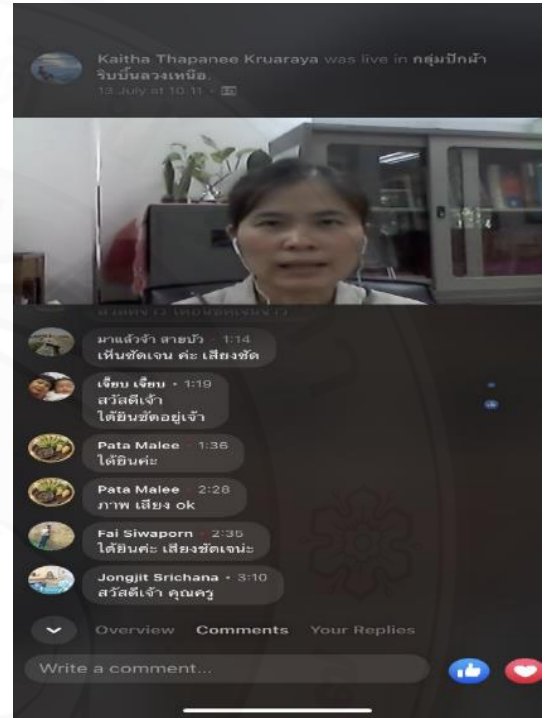 Kaitha Thapanee Kruaraya was live in กลุ่มปักผ้า
ริบบิ้นลวงเหนือ.
13 July at 10.11 ·
มาแล้วจ้า สายบัว · 1:14
เห็นชัดเจน ค่ะ เสียงชัด
เจี๊ยบ เจี๊ยบ · 1:19
สวัสดีเจ้า
ได้ยินชัดอยู่เจ้า
Pata Malee · 1:36
ได้ยินค่ะ
Pata Malee · 2:28
ภาพ เสียง ok
Fai Siwaporn · 2:35
ได้ยินค่ะ เสียงชัดเจน่ะ
Jongjit Srichana · 3:10
สวัสดีเจ้า คุณครู
Overview Comments Your Replies
Write a comment...